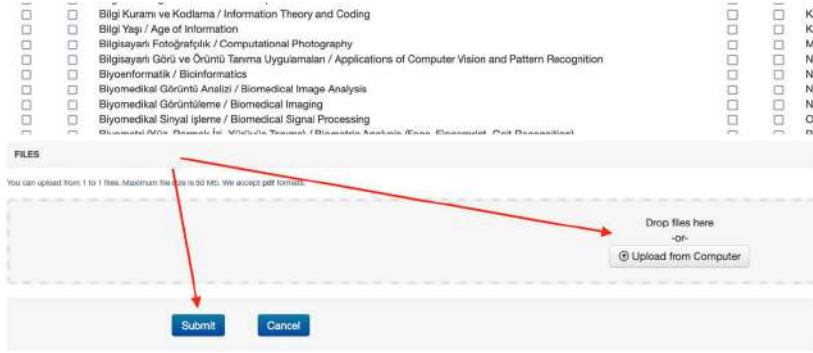 Bilgi Kuramı ve Kodlama / Information Theory and Coding
Bilgi Yaşı / Age of Information
Bilgisayarlı Fotoğrafçılık / Computational Photography
Bilgisayarlı Görü ve Örüntü Tanıma Uygulamaları / Applications of Computer Vision and Pattern Recognition
Biyoenformatik / Bioinformatics
Biyomedikal Görüntü Analizi / Biomedical Image Analysis
Biyomedikal Görüntüleme / Biomedical Imaging
Biyomedikal Sinyal işleme / Biomedical Signal Processing
FILES
You can upload from 1 to 1 files. Maximum file size is 50 Mb. We accept pdf formats.
Drop files here
-or-
Upload from Computer
Submit
Cancel